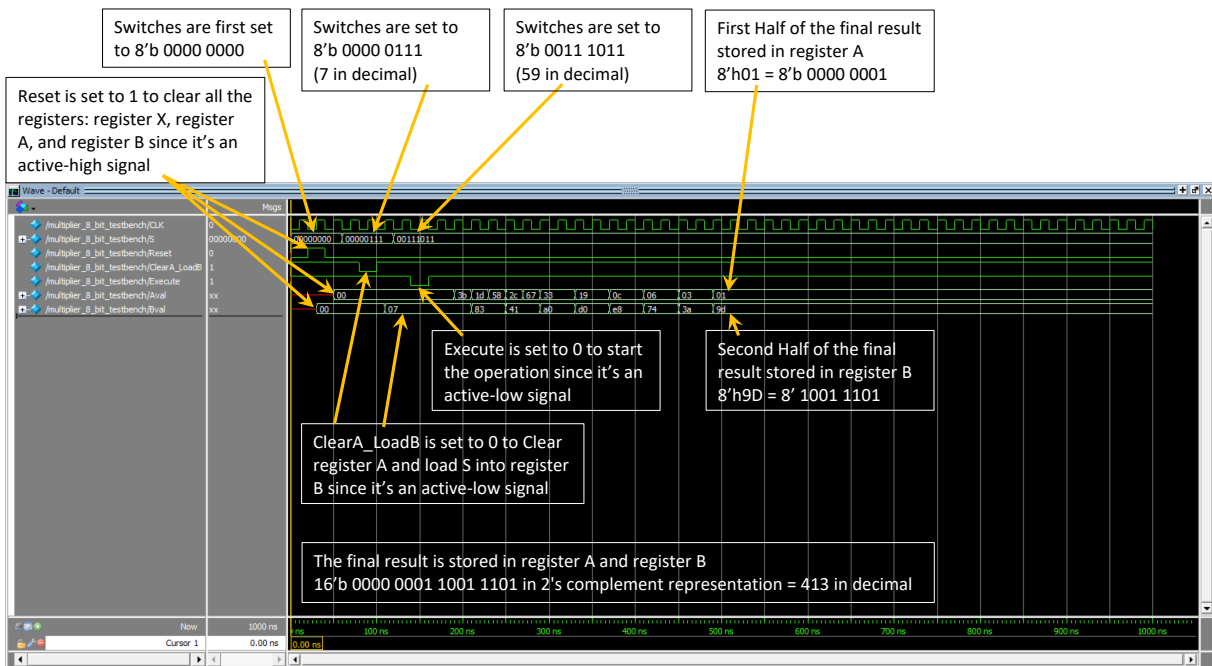 Switches are first set
to 8'b 0000 0000
Switches are set to
8'b 0000 0111
(7 in decimal)
Switches are set to
8'b 0011 1011
(59 in decimal)
First Half of the final result
stored in register A
8'h01 = 8'b 0000 0001
Reset is set to 1 to clear all the
registers: register X, register
A, and register B since it's an
active-high signal
Wave - Default
Msgs
/multiplier_8_bit_testbench/CLK 0
/multiplier_8_bit_testbench/S 00000000 00000000 00000111 00111011
/multiplier_8_bit_testbench/Reset 0
/multiplier_8_bit_testbench/ClearA_LoadB 1
/multiplier_8_bit_testbench/Execute 1
/multiplier_8_bit_testbench/Aval xx 00 3b 1d 58 2c 67 33 19 0c 06 03 01
/multiplier_8_bit_testbench/Bval xx 00 07 83 41 a0 d0 e8 74 3a 9d
Execute is set to 0 to start
the operation since it's an
active-low signal
Second Half of the final
result stored in register B
8'h9D = 8' 1001 1101
ClearA_LoadB is set to 0 to Clear
register A and load S into register
B since it's an active-low signal
The final result is stored in register A and register B
16'b 0000 0001 1001 1101 in 2's complement representation = 413 in decimal
Now 1000 ns ns 100 ns 200 ns 300 ns 400 ns 500 ns 600 ns 700 ns 800 ns 900 ns 1000 ns
Cursor 1 0.00 ns 0.00 ns